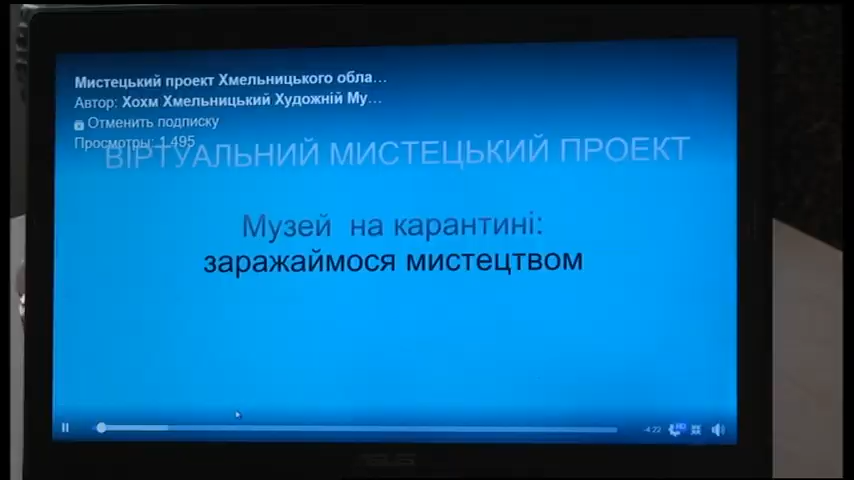 Мистецький проект Хмельницького обла…
Автор: Хохм Хмельницький Художній Му…
Отменить подписку
Просмотры: 1 495
ВІРТУАЛЬНИЙ МИСТЕЦЬКИЙ ПРОЕКТ
Музей на карантині:
заражаймося мистецтвом
-4:22 HD
ASUS